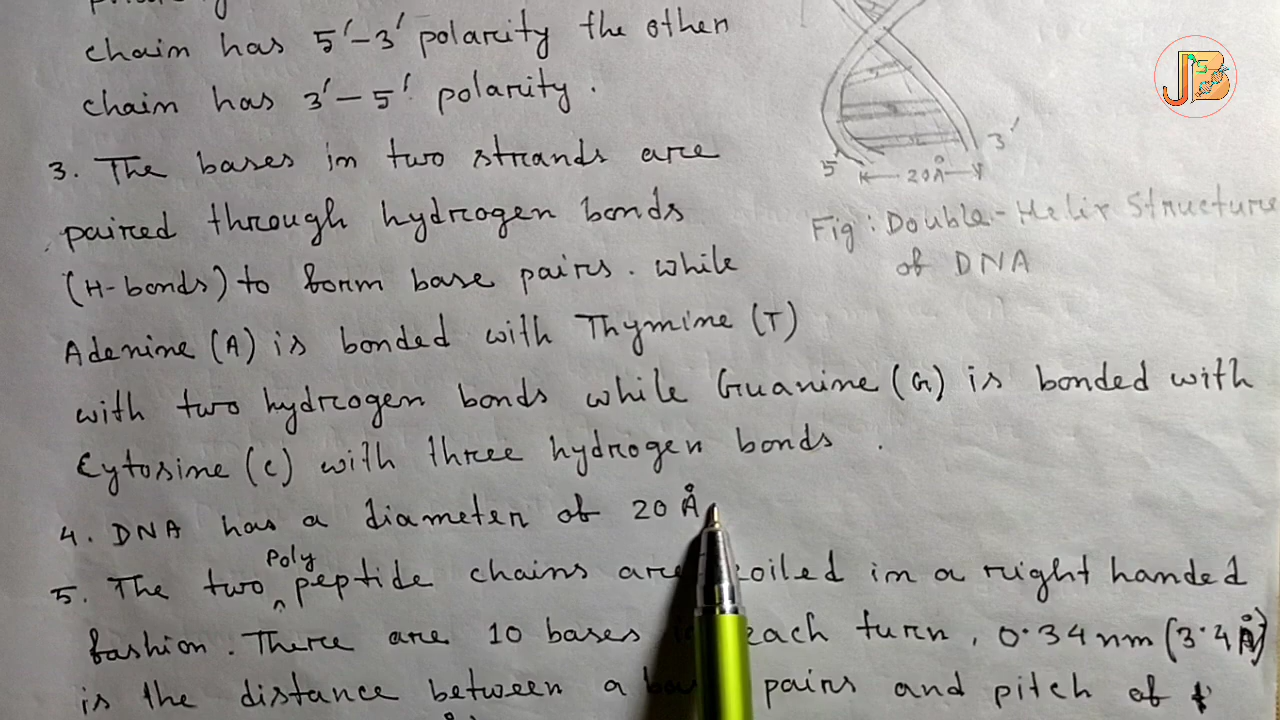 chain has 5'-3' polarity the other
chain has 3'-5' polarity.
3. The bases in two strands are
paired through hydrogen bonds
(H-bonds) to form base pairs. while
Adenine (A) is bonded with Thymine (T)
with two hydrogen bonds while Guanine (G) is bonded with
Cytosine (C) with three hydrogen bonds.
4. DNA has a diameter of 20 Å
5. The two Poly peptide chains are coiled in a right handed
fashion. There are 10 bases in each turn, 0.34 nm (3.4 Å)
is the distance between a base pairs and pitch of
3'
5'
20Å
Fig: Double-Helix Structure
of DNA
JB